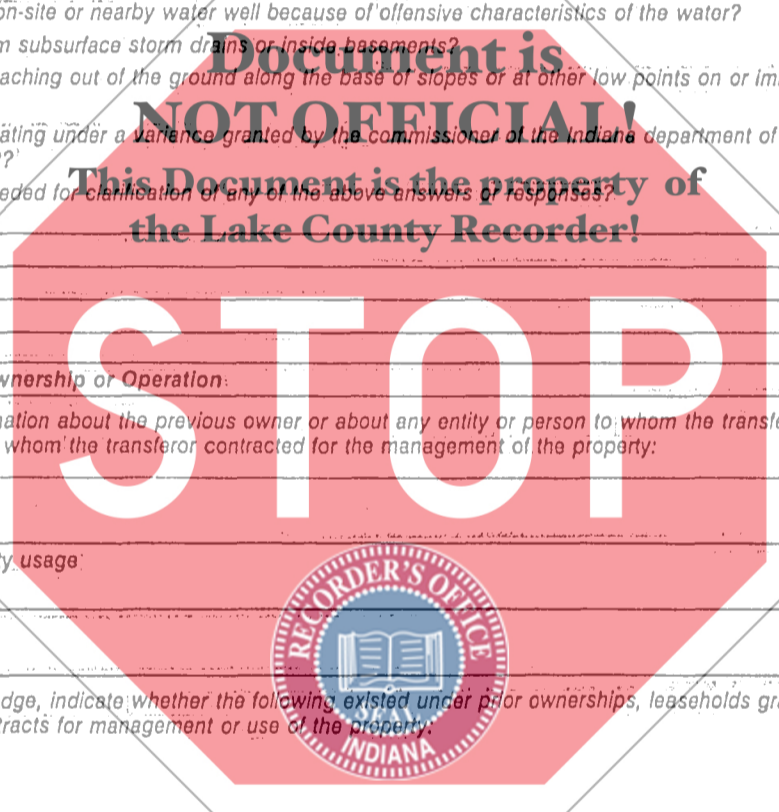 on-site or nearby water well because of offensive characteristics of the water?
m subsurface storm drains or inside basements?
Document is
aching out of the ground along the base of slopes or at other low points on or im
NOT OFFICIAL!
ating under a variance granted by the commissioner of the Indiana department of
?
This Document is the property of
eded for clarification of any of the above answers or responses?
the Lake County Recorder!
STOP
wnership or Operation
nation about the previous owner or about any entity or person to whom the transfe
whom the transferor contracted for the management of the property:
ty usage
RECORDER'S OFFICE
SEAL
INDIANA
dge, indicate whether the following existed under prior ownerships, leaseholds gra
tracts for management or use of the property: